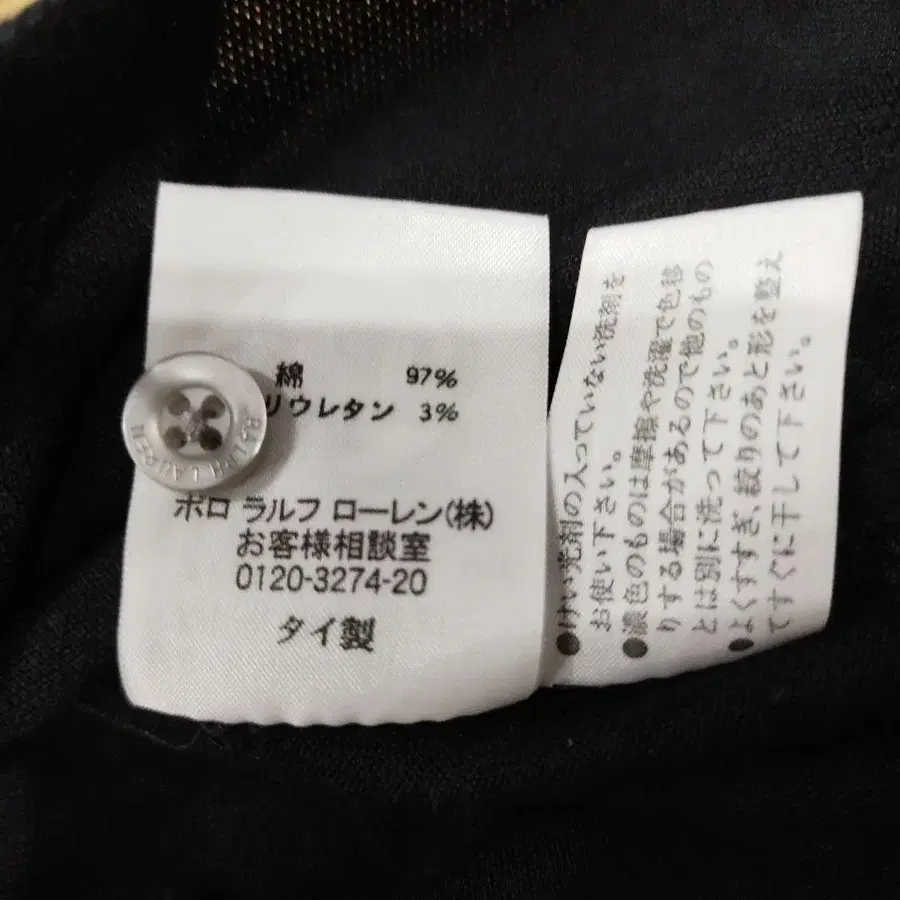 綿 97%
リウレタン 3%
RALPH LAUREN
ポロ ラルフ ローレン(株)
お客様相談室
0120-3274-20
タイ製
●けい光剤の入っていない洗剤を
お使い下さい。
●濃色のものは摩擦や洗濯で色移
りする場合があるので他のもの
とは別に洗って下さい。
●よくすすぎ、絞りのあと形を整え
てすぐに干して下さい。